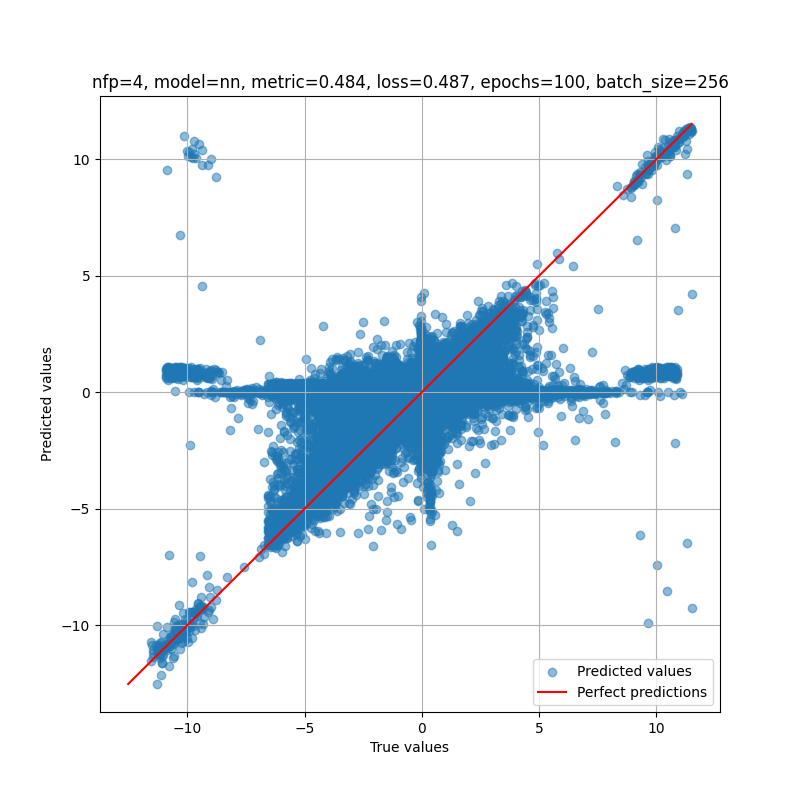 nfp=4, model=nn, metric=0.484, loss=0.487, epochs=100, batch_size=256
Predicted values
10
5
0
−5
−10
−10
−5
0
5
10
True values
Predicted values
Perfect predictions